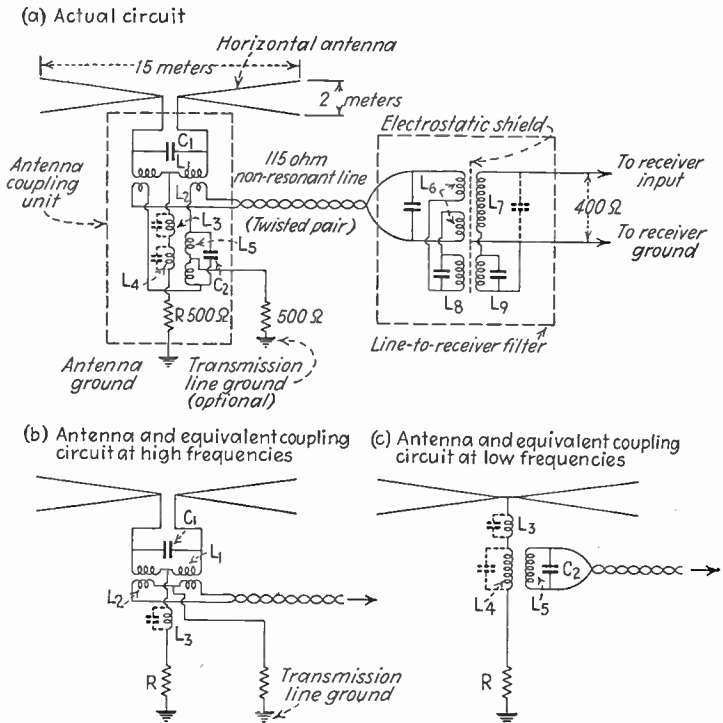 (a) Actual circuit
Horizontal antenna
15 meters
2 meters
Electrostatic shield
C1
L1
Antenna
coupling
unit
115 ohm
non-resonant line
(Twisted pair)
L2
L3
L5
L4
C2
L6
L7
To receiver
input
400Ω
To receiver
ground
L8
L9
R 500Ω
500Ω
Line-to-receiver filter
Antenna
ground
Transmission
line ground
(optional)
(b) Antenna and equivalent coupling
circuit at high frequencies
(c) Antenna and equivalent coupling
circuit at low frequencies
C1
L1
L2
L3
R
Transmission
line ground
L3
L4
L5
C2
R